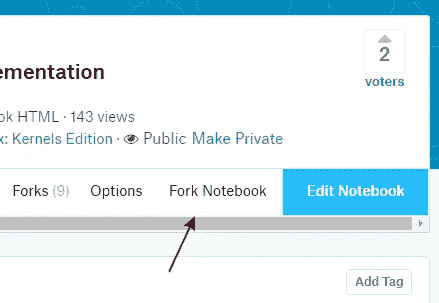 2
voters
ementation
ok HTML · 143 views
x: Kernels Edition · Public Make Private
Forks (9) Options Fork Notebook Edit Notebook
Add Tag